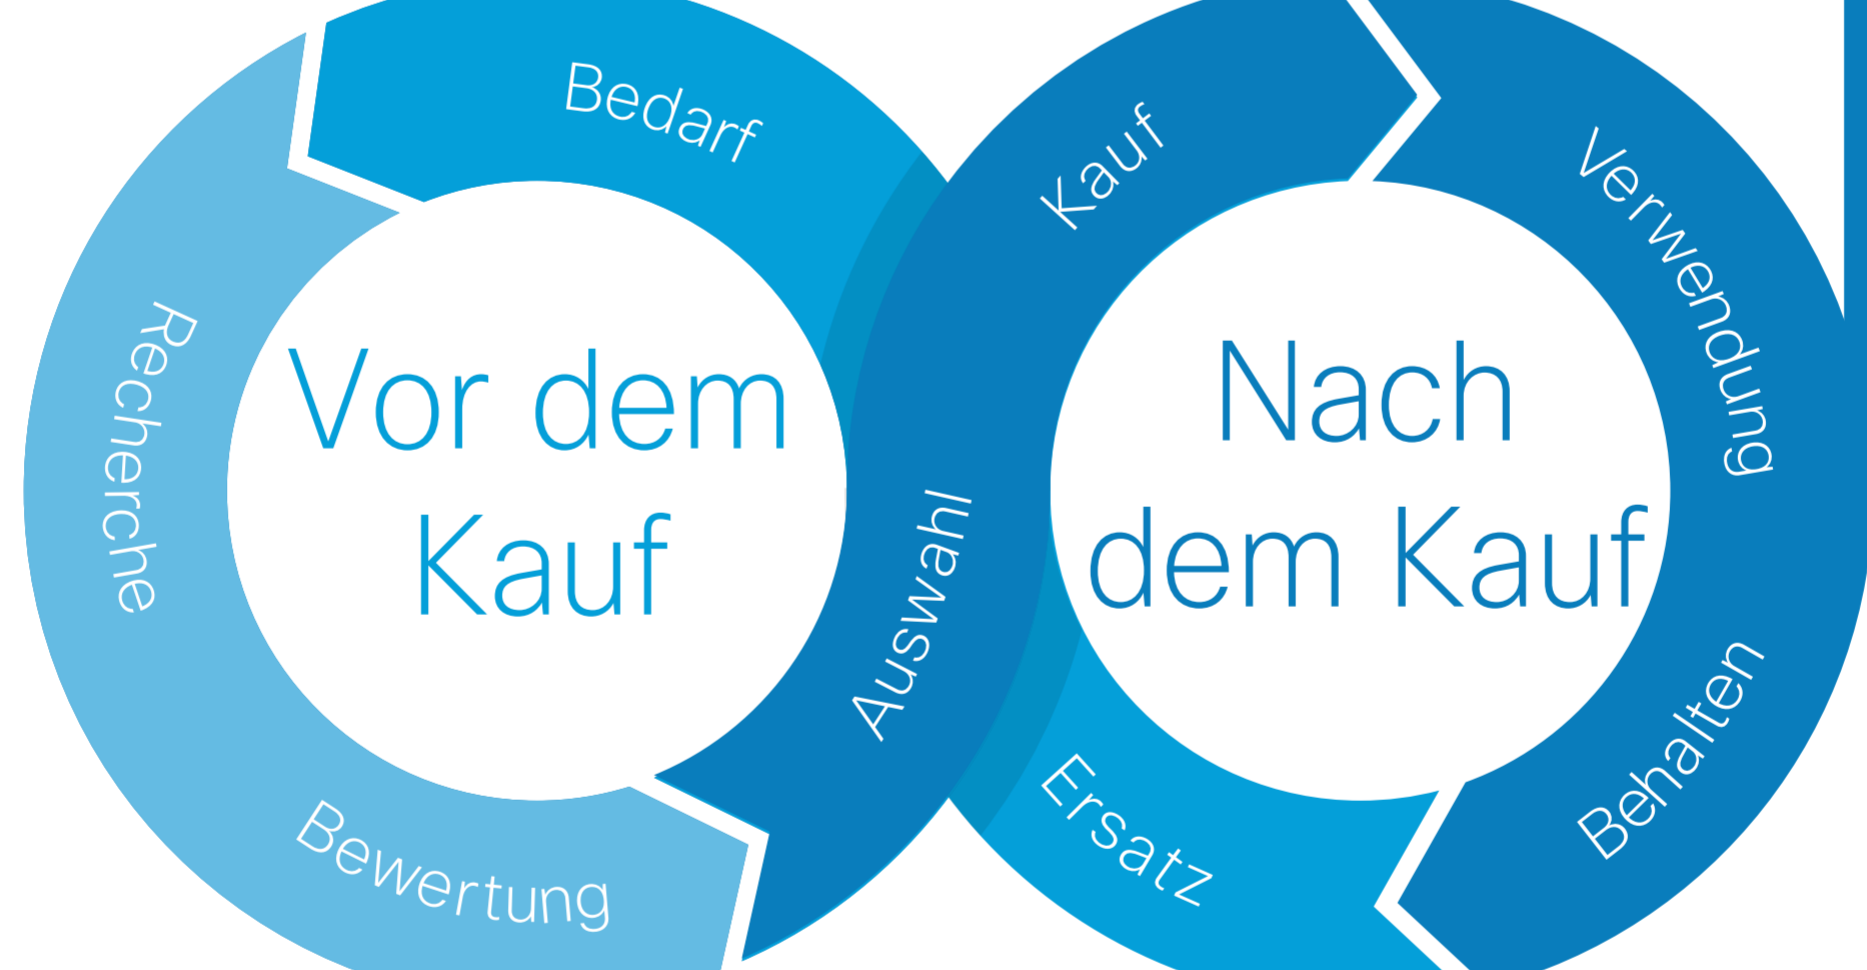 Vor dem
Kauf
Bedarf
Recherche
Bewertung
Auswahl
Kauf
Nach
dem Kauf
Verwendung
Behalten
Ersatz